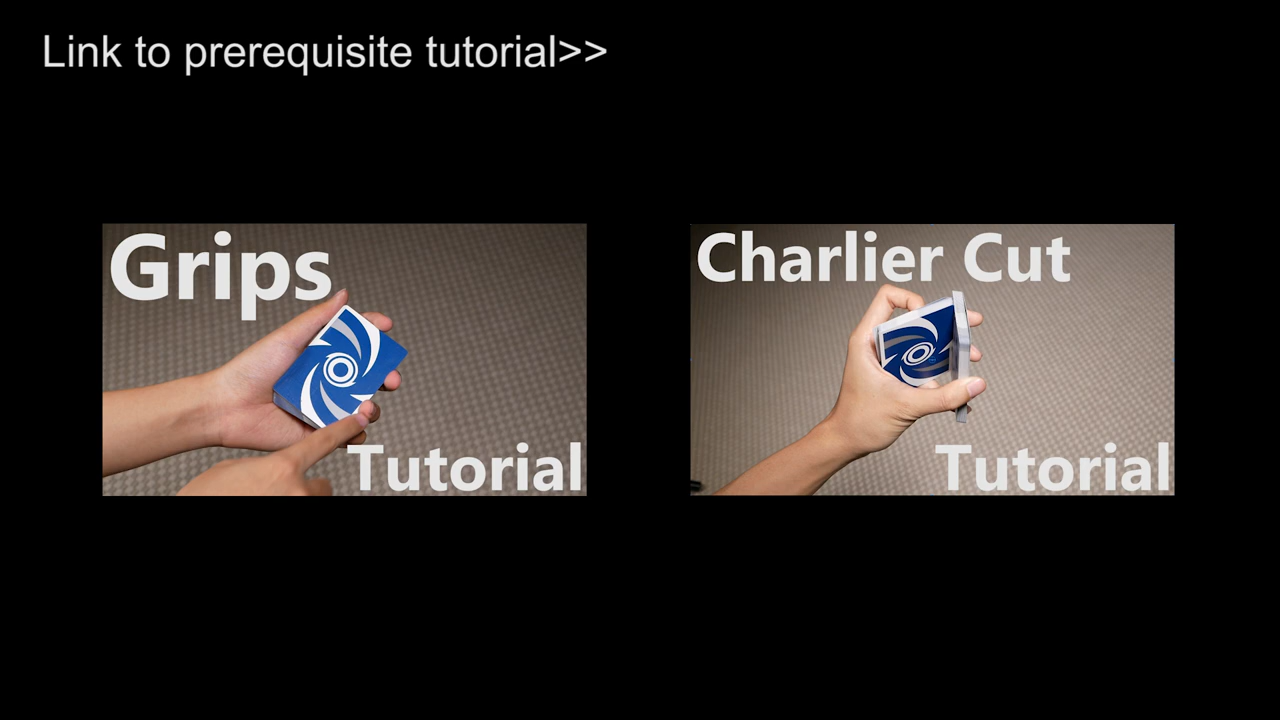 Link to prerequisite tutorial>>
Grips
Tutorial
Charlier Cut
Tutorial